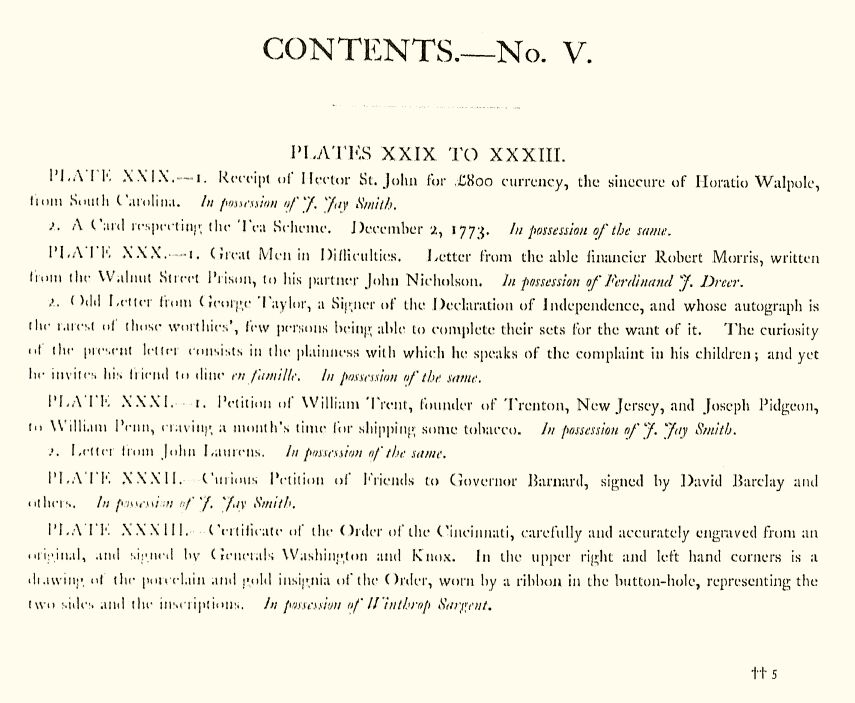 CONTENTS.—No. V.
PLATES XXIX TO XXXIII.
PLATE XXIX.—1. Receipt of Hector St. John for £800 currency, the sinecure of Horatio Walpole,
from South Carolina. In possession of J. Jay Smith.
2. A Card respecting the Tea Scheme. December 2, 1773. In possession of the same.
PLATE XXX.—1. Great Men in Difficulties. Letter from the able financier Robert Morris, written
from the Walnut Street Prison, to his partner John Nicholson. In possession of Ferdinand J. Dreer.
2. Odd Letter from George Taylor, a Signer of the Declaration of Independence, and whose autograph is
the rarest of those worthies', few persons being able to complete their sets for the want of it. The curiosity
of the present letter consists in the plainness with which he speaks of the complaint in his children; and yet
he invites his friend to dine en famille. In possession of the same.
PLATE XXXI.—1. Petition of William Trent, founder of Trenton, New Jersey, and Joseph Pidgeon,
to William Penn, craving a month's time for shipping some tobacco. In possession of J. Jay Smith.
2. Letter from John Laurens. In possession of the same.
PLATE XXXII.—Curious Petition of Friends to Governor Barnard, signed by David Barclay and
others. In possession of J. Jay Smith.
PLATE XXXIII.—Certificate of the Order of the Cincinnati, carefully and accurately engraved from an
original, and signed by Generals Washington and Knox. In the upper right and left hand corners is a
drawing of the porcelain and gold insignia of the Order, worn by a ribbon in the button-hole, representing the
two sides and the inscriptions. In possession of Winthrop Sargent.
†† 5